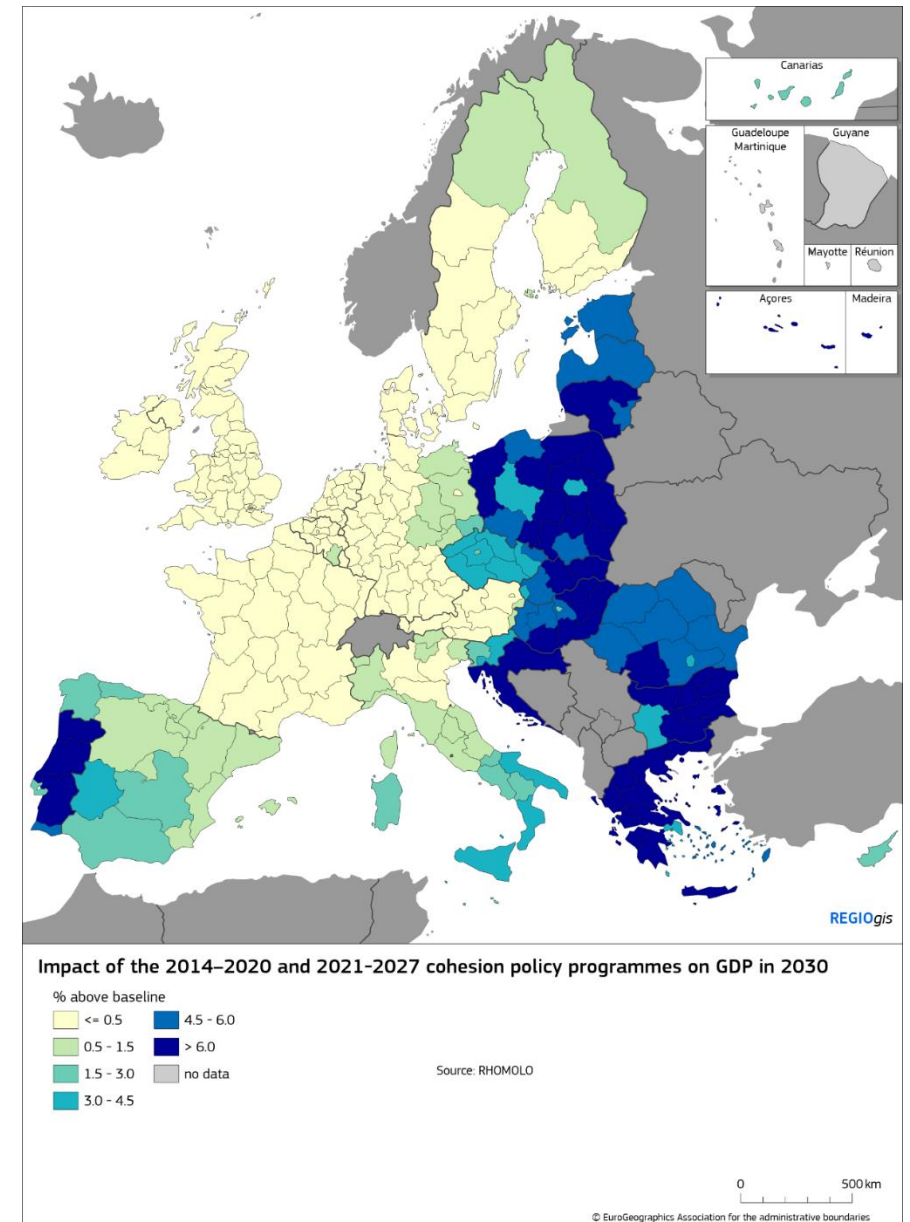 Canarias
Guadeloupe
Martinique
Guyane
Mayotte
Réunion
Açores
Madeira
REGIOgis
Impact of the 2014–2020 and 2021-2027 cohesion policy programmes on GDP in 2030
% above baseline
<= 0.5
4.5 - 6.0
0.5 - 1.5
> 6.0
1.5 - 3.0
no data
3.0 - 4.5
Source: RHOMOLO
0 500 km
© EuroGeographics Association for the administrative boundaries